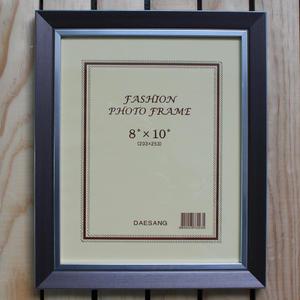 FASHION
PHOTO FRAME
8"×10"
(203×253)
DAESANG